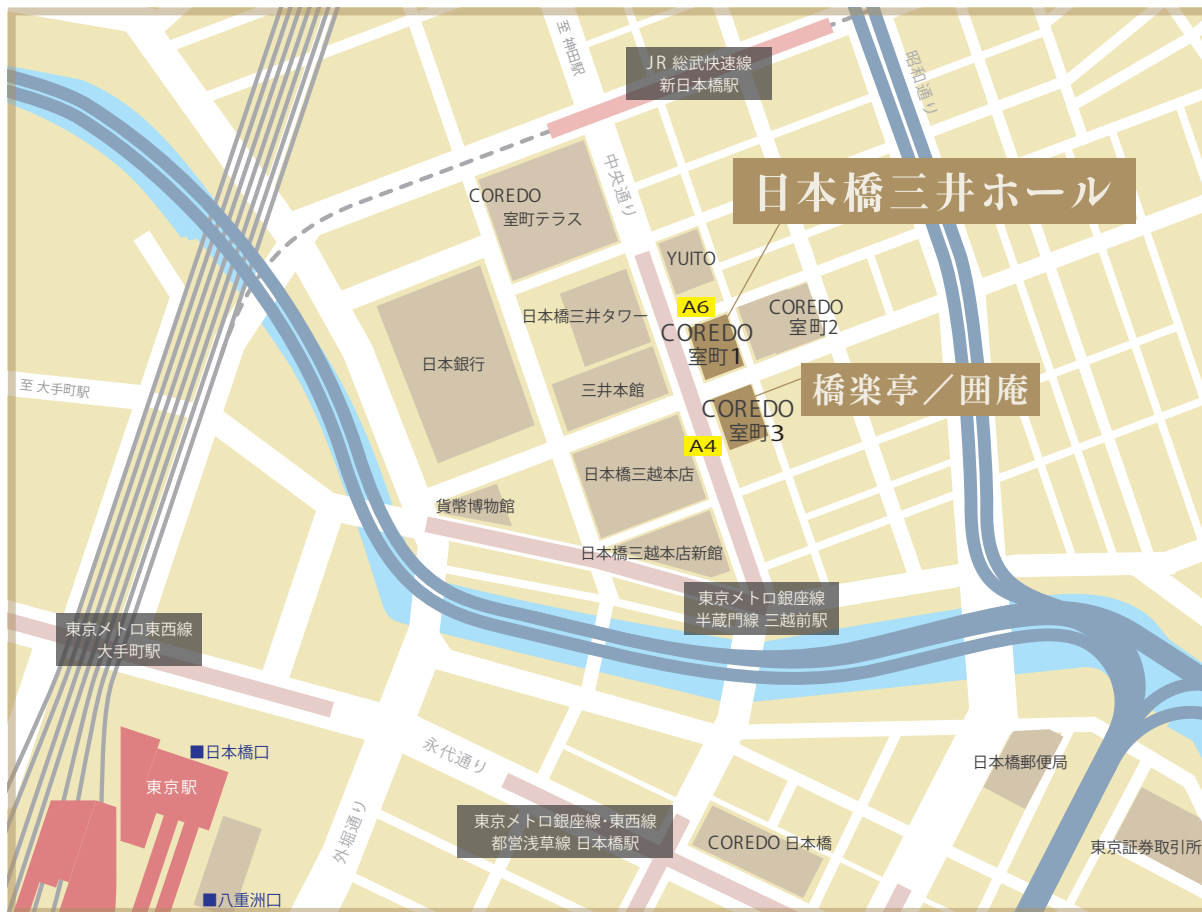 至 神田駅
JR 総武快速線
新日本橋駅
昭和通り
中央通り
日本橋三井ホール
COREDO
室町テラス
YUITO
A6
日本橋三井タワー
COREDO
室町1
COREDO
室町2
日本銀行
三井本館
橋楽亭／囲庵
COREDO
室町3
A4
至 大手町駅
日本橋三越本店
貨幣博物館
日本橋三越本店新館
東京メトロ銀座線
半蔵門線 三越前駅
東京メトロ東西線
大手町駅
■日本橋口
東京駅
永代通り
外堀通り
日本橋郵便局
東京メトロ銀座線・東西線
都営浅草線 日本橋駅
COREDO 日本橋
東京証券取引所
■八重洲口